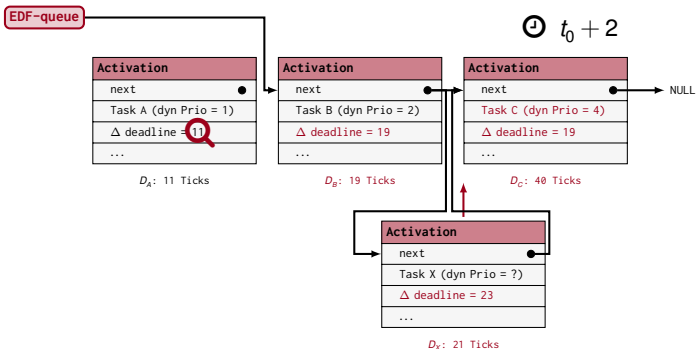 EDF-queue
t0 + 2
Activation
next
Task A (dyn Prio = 1)
Δ deadline = 11
...
DA: 11 Ticks
Activation
next
Task B (dyn Prio = 2)
Δ deadline = 19
...
DB: 19 Ticks
Activation
next
Task C (dyn Prio = 4)
Δ deadline = 19
...
DC: 40 Ticks
NULL
Activation
next
Task X (dyn Prio = ?)
Δ deadline = 23
...
DX: 21 Ticks